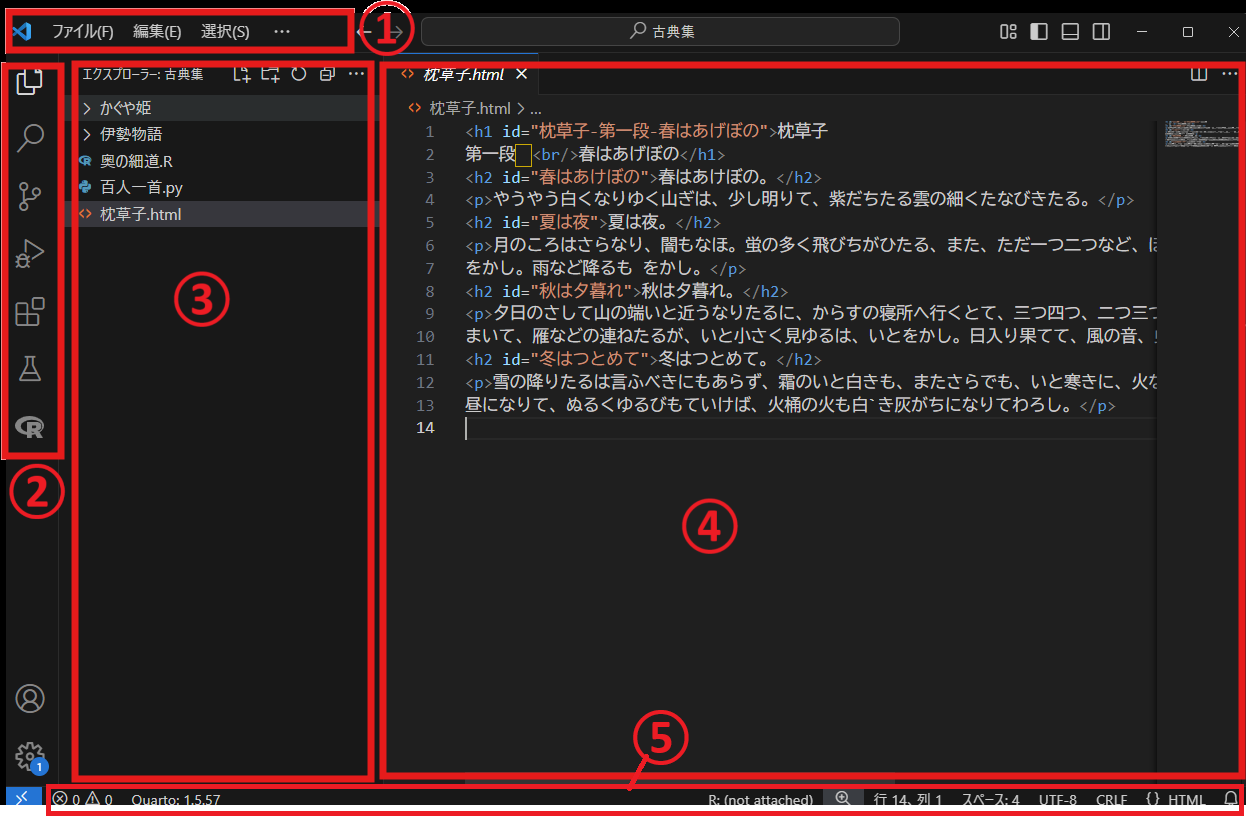 ファイル(F) 編集(E) 選択(S) ··· ① 古典集
エクスプローラー: 古典集 ···
かぐや姫
伊勢物語
奥の細道.R
百人一首.py
枕草子.html
③
②
枕草子.html
枕草子.html > ...
1 <h1 id="枕草子-第一段-春はあげぼの">枕草子
2 第一段 <br/>春はあげぼの</h1>
3 <h2 id="春はあけぼの">春はあけぼの。</h2>
4 <p>やうやう白くなりゆく山ぎは、少し明りて、紫だちたる雲の細くたなびきたる。</p>
5 <h2 id="夏は夜">夏は夜。</h2>
6 <p>月のころはさらなり、闇もなほ。蛍の多く飛びちがひたる、また、ただ一つ二つなど、ほ
7 をかし。雨など降るも をかし。</p>
8 <h2 id="秋は夕暮れ">秋は夕暮れ。</h2>
9 <p>夕日のさして山の端いと近うなりたるに、からすの寝所へ行くとて、三つ四つ、二つ三つ
10 まいて、雁などの連ねたるが、いと小さく見ゆるは、いとをかし。日入り果てて、風の音、
11 <h2 id="冬はつとめて">冬はつとめて。</h2>
12 <p>雪の降りたるは言ふべきにもあらず、霜のいと白きも、またさらでも、いと寒きに、火な
13 昼になりて、ぬるくゆるびもていけば、火桶の火も白`き灰がちになりてわろし。</p>
14
④
⑤
1
0 0 Quarto: 1.5.57 R: (not attached) 行 14、列 1 スペース: 4 UTF-8 CRLF {} HTML